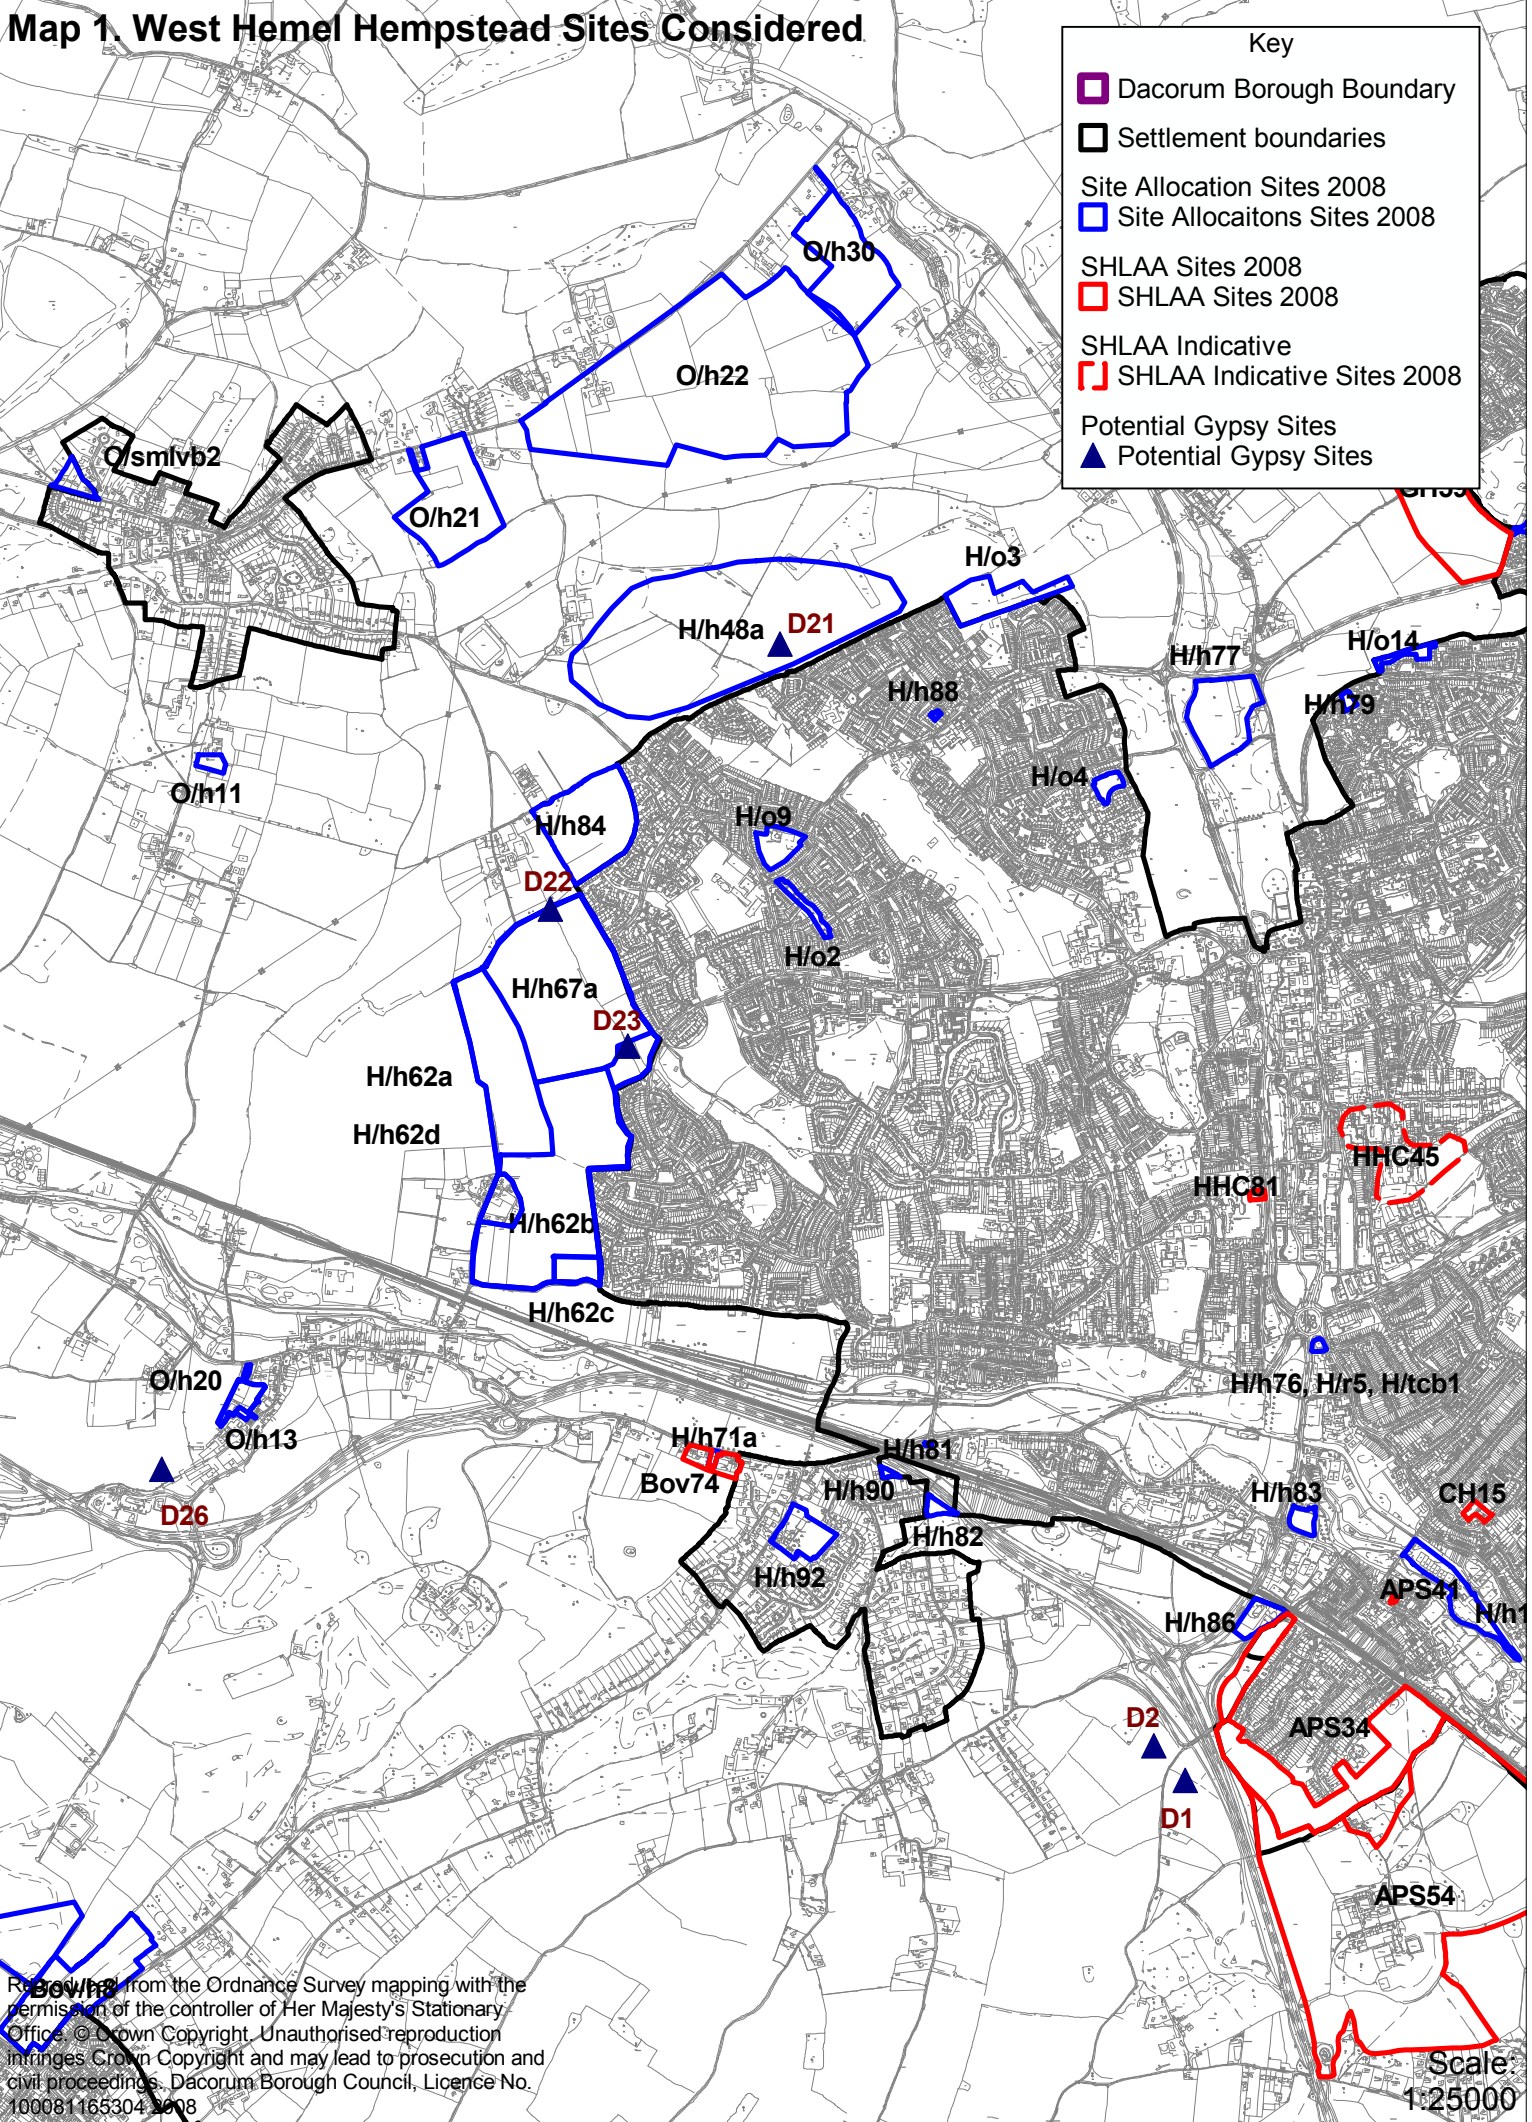 Map 1. West Hemel Hempstead Sites Considered
Key
Dacorum Borough Boundary
Settlement boundaries
Site Allocation Sites 2008
Site Allocaitons Sites 2008
SHLAA Sites 2008
SHLAA Sites 2008
SHLAA Indicative
SHLAA Indicative Sites 2008
Potential Gypsy Sites
Potential Gypsy Sites
O/h30
O/h22
O/smlvb2
O/h21
H/o3
H/h48a
D21
H/o14
H/h77
H/h88
H/h79
O/h11
H/o4
H/h84
H/o9
D22
H/o2
H/h67a
D23
H/h62a
H/h62d
HHC45
HHC81
H/h62b
H/h62c
O/h20
H/h76, H/r5, H/tcb1
O/h13
H/h71a
H/h81
Bov74
H/h90
H/h83
CH15
D26
H/h82
H/h92
APS41
H/h1
H/h86
D2
APS34
D1
APS54
Bov/h8
Reproduced from the Ordnance Survey mapping with the
permission of the controller of Her Majesty's Stationary
Office. © Crown Copyright. Unauthorised reproduction
infringes Crown Copyright and may lead to prosecution and
civil proceedings. Dacorum Borough Council, Licence No.
100081165304 2008
Scale:
1:25000